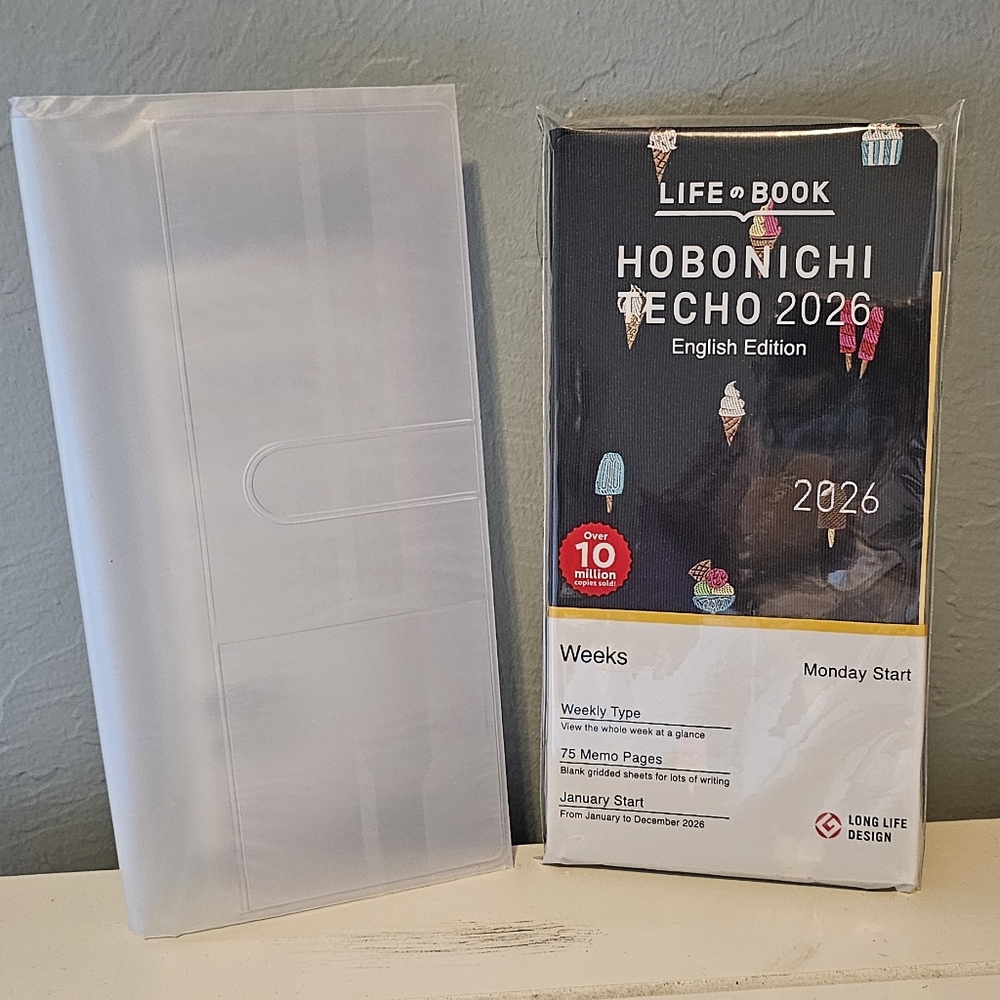 LIFEのBOOK
HOBONICHI
TECHO 2026
English Edition
2026
Over
10
million
copies sold!
Weeks
Monday Start
Weekly Type
View the whole week at a glance
75 Memo Pages
Blank gridded sheets for lots of writing
January Start
From January to December 2026
LONG LIFE
DESIGN